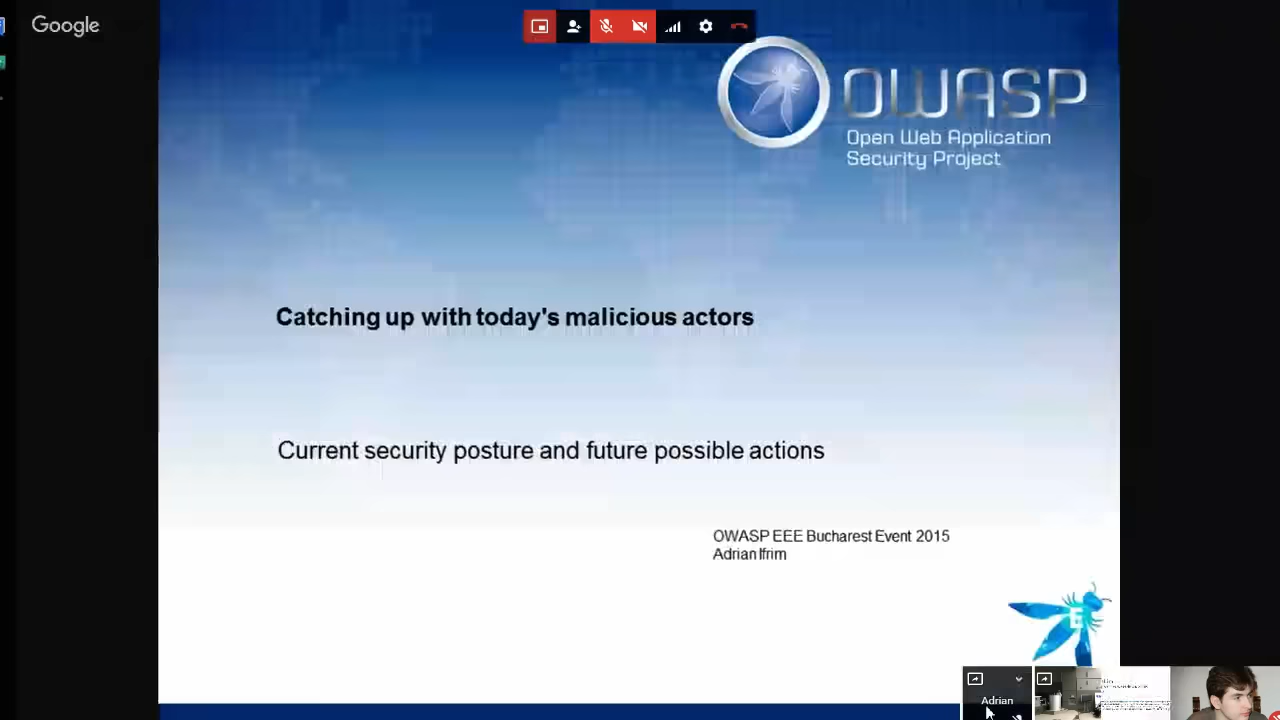 Google
OWASP
Open Web Application
Security Project
Catching up with today's malicious actors
Current security posture and future possible actions
OWASP EEE Bucharest Event 2015
Adrian Ifrim
E
Adrian